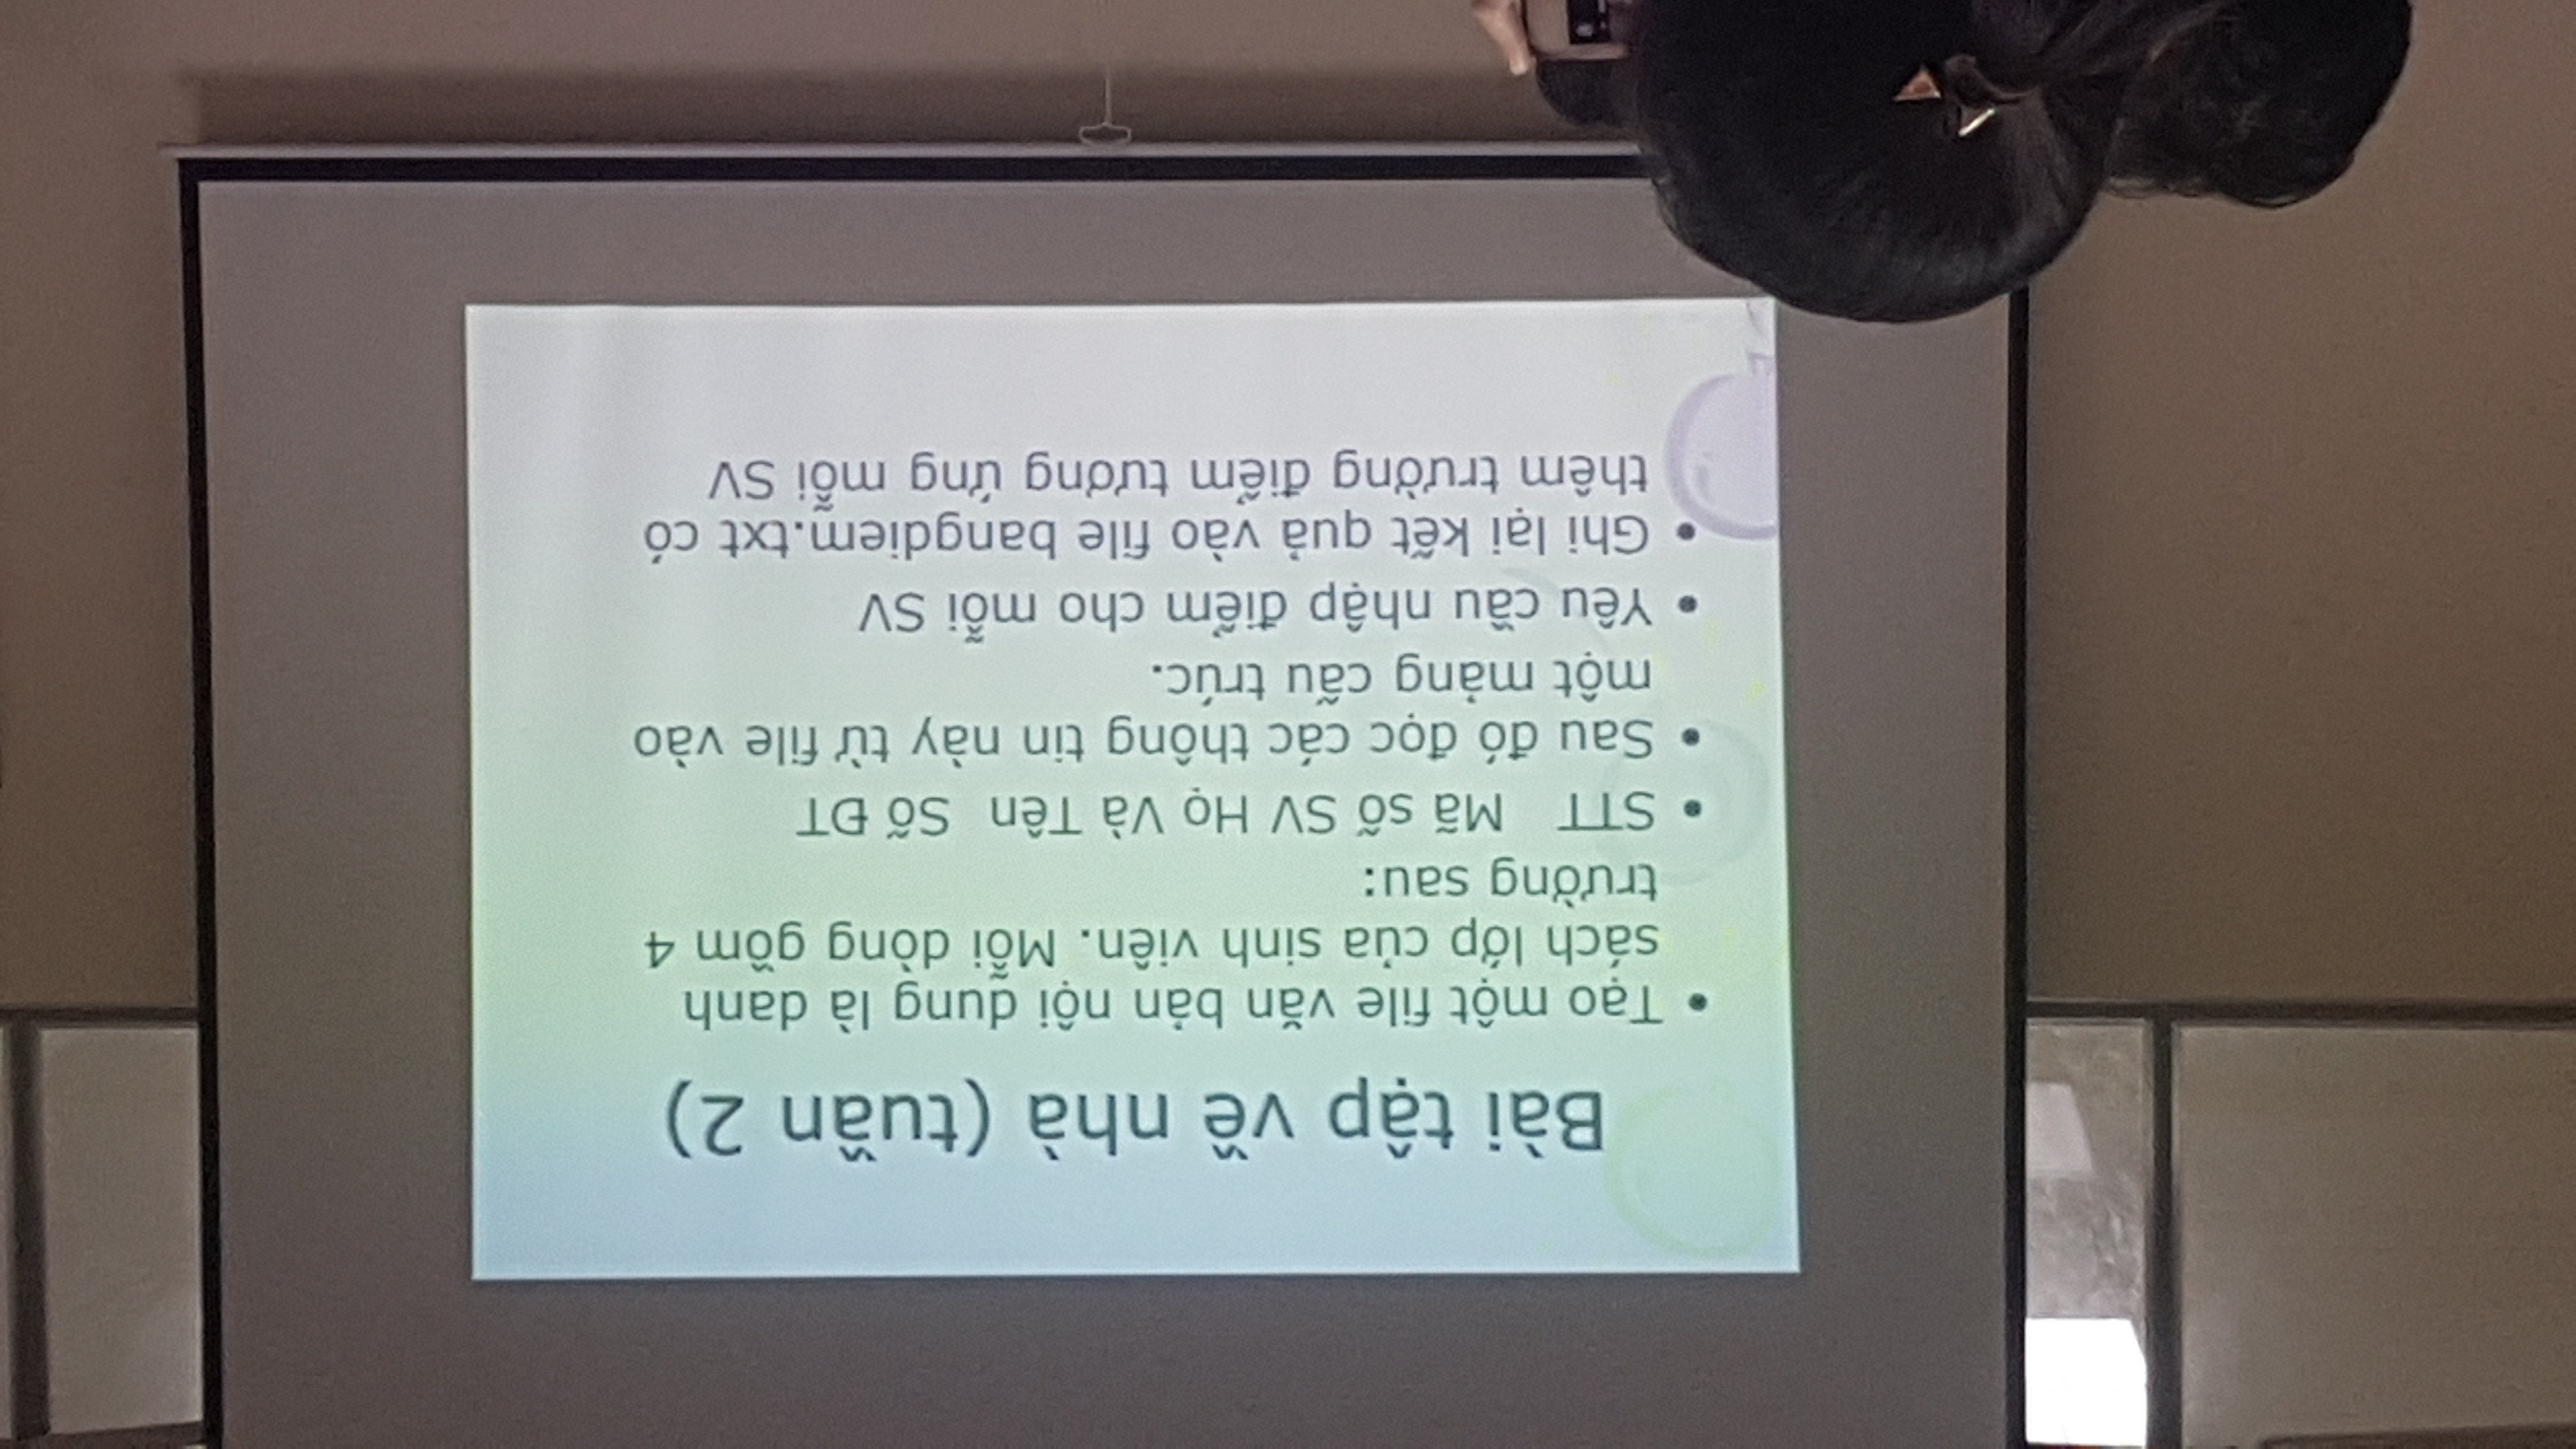 Bài tập về nhà (tuần 2)
• Tạo một file văn bản nội dung là danh
sách lớp của sinh viên. Mỗi dòng gồm 4
trường sau:
• STT Mã số SV Họ Và Tên Số ĐT
• Sau đó đọc các thông tin này từ file vào
một mảng cấu trúc.
• Yêu cầu nhập điểm cho mỗi SV
• Ghi lại kết quả vào file bangdiem.txt có
thêm trường điểm tương ứng mỗi SV